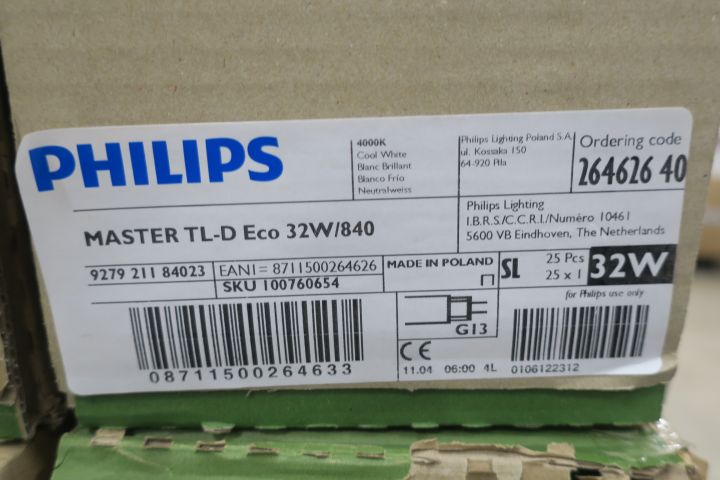 PHILIPS
4000K
Cool White
Blanc Brillant
Blanco Frío
Neutralweiss
Philips Lighting Poland S.A.
ul. Kossaka 150
64-920 Piła
Ordering code
264626 40
MASTER TL-D Eco 32W/840
Philips Lighting
I.B.R.S./C.C.R.I./Numéro 10461
5600 VB Eindhoven, The Netherlands
9279 211 84023
EAN1= 8711500264626
SKU 100760654
MADE IN POLAND
SL
25 Pcs
25 x 1
32W
for Philips use only
G13
CE
11.04 06:00 4L
08711500264633
0106122312